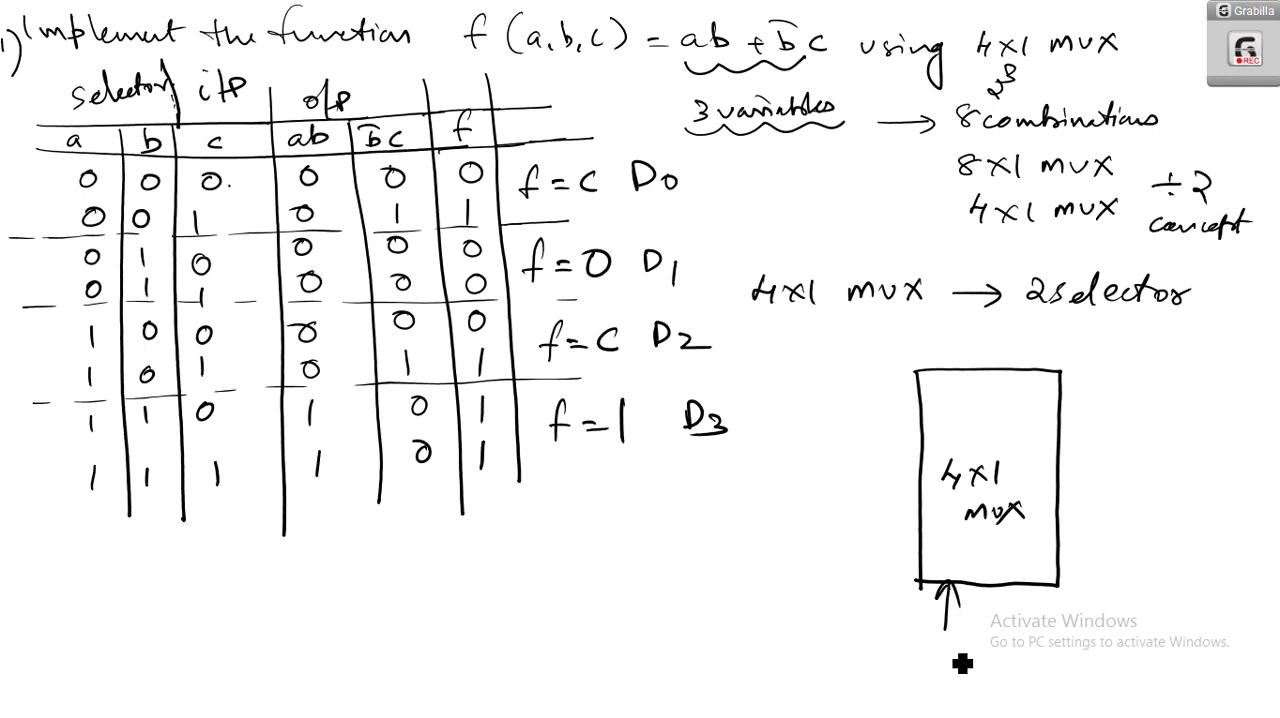 1) Implement the function f(a,b,c) = ab + b̅c using 4x1 mux
Grabilla
REC
2³
selector i/p o/p
3 variables → 8 combinations
a b c ab b̅c f
8x1 mux
4x1 mux ÷2
concept
0 0 0 0 0 0 f=c D0
0 0 1 0 1 1
0 1 0 0 0 0 f=0 D1
0 1 1 0 0 0
4x1 mux → 2 selector
1 0 0 0 0 0 f=c D2
1 0 1 0 1 1
1 1 0 1 0 1 f=1 D3
1 1 1 1 0 1
4x1
mux
Activate Windows
Go to PC settings to activate Windows.